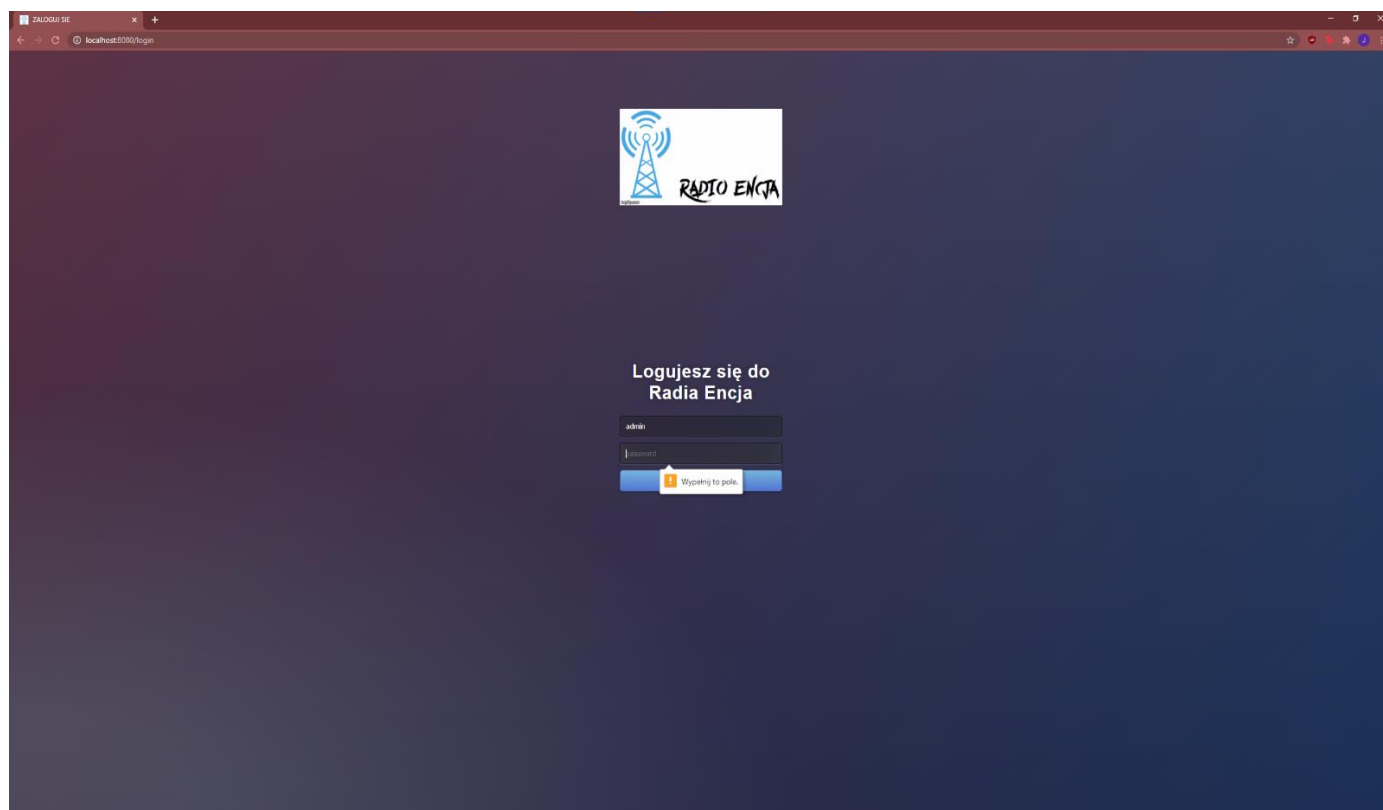 ZALOGUJ SIE
localhost:8080/login
J
RADIO ENCJA
Logujesz się do
Radia Encja
admin
password
Wypełnij to pole.